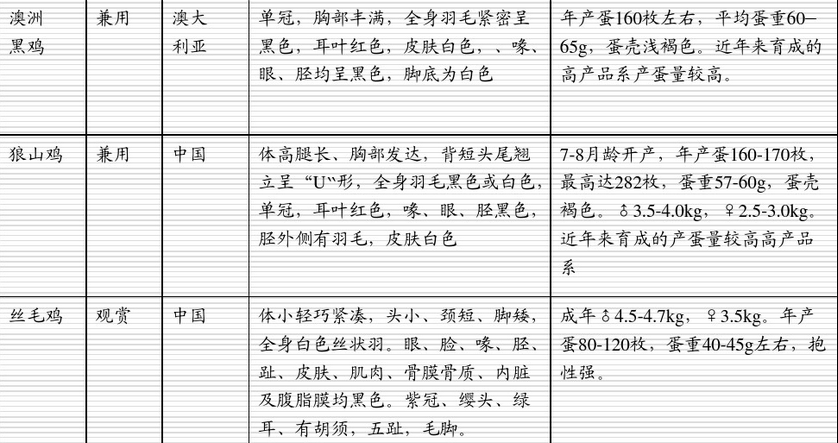 澳洲 兼用 澳大 单冠，胸部丰满，全身羽毛紧密呈 年产蛋160枚左右，平均蛋重60—
黑鸡 利亚 黑色，耳叶红色，皮肤白色，、喙、 65g，蛋壳浅褐色。近年来育成的
眼、胫均呈黑色，脚底为白色 高产品系产蛋量较高。
狼山鸡 兼用 中国 体高腿长、胸部发达，背短头尾翘 7-8月龄开产，年产蛋160-170枚，
立呈“U“形，全身羽毛黑色或白色， 最高达282枚，蛋重57-60g，蛋壳
单冠，耳叶红色，喙、眼、胫黑色， 褐色。♂3.5-4.0kg，♀2.5-3.0kg。
胫外侧有羽毛，皮肤白色 近年来育成的产蛋量较高高产品
系
丝毛鸡 观赏 中国 体小轻巧紧凑，头小、颈短、脚矮， 成年♂4.5-4.7kg，♀3.5kg。年产
全身白色丝状羽。眼、脸、喙、胫、 蛋80-120枚，蛋重40-45g左右，抱
趾、皮肤、肌肉、骨膜骨质、内脏 性强。
及腹脂膜均黑色。紫冠、缨头、绿
耳、有胡须，五趾，毛脚。